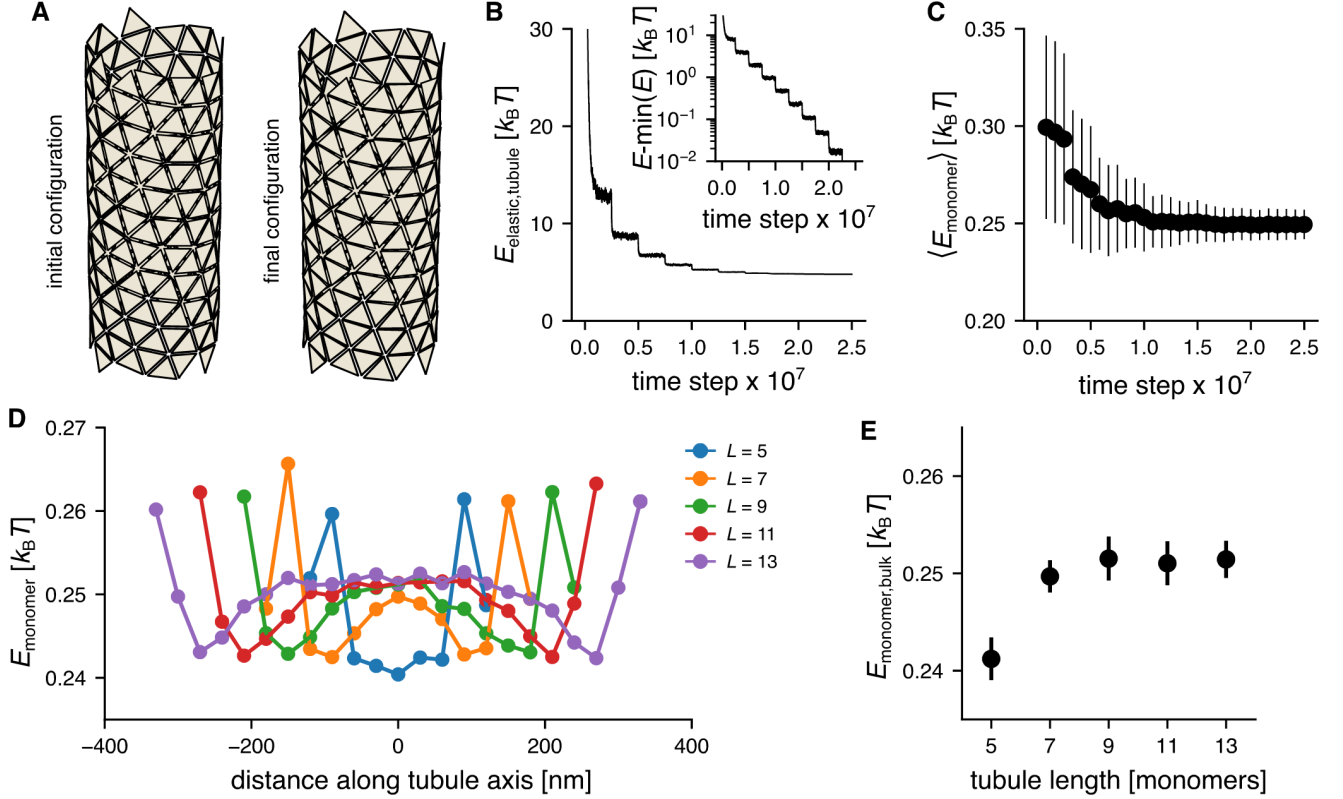 A
initial configuration
final configuration
B
30
20
10
0
E_elastic,tubule [k_B T]
0.0 0.5 1.0 1.5 2.0 2.5
time step x 10^7
E-min(E) [k_B T]
10^1
10^0
10^−1
10^−2
0.0 1.0 2.0
time step x 10^7
C
0.35
0.30
0.25
0.20
⟨E_monomer⟩ [k_B T]
0.0 0.5 1.0 1.5 2.0 2.5
time step x 10^7
D
0.27
0.26
0.25
0.24
E_monomer [k_B T]
−400 −200 0 200 400
distance along tubule axis [nm]
L = 5
L = 7
L = 9
L = 11
L = 13
E
0.26
0.25
0.24
E_monomer,bulk [k_B T]
5 7 9 11 13
tubule length [monomers]